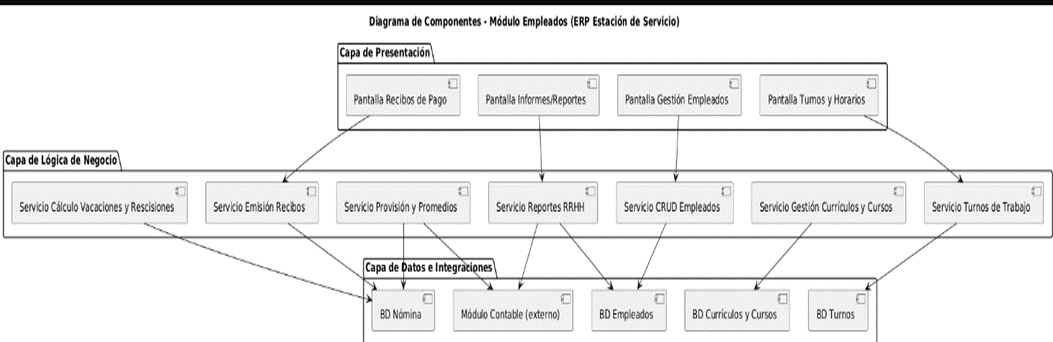 Diagrama de Componentes - Módulo Empleados (ERP Estación de Servicio)
Capa de Presentación
Pantalla Recibos de Pago
Pantalla Informes/Reportes
Pantalla Gestión Empleados
Pantalla Turnos y Horarios
Capa de Lógica de Negocio
Servicio Cálculo Vacaciones y Rescisiones
Servicio Emisión Recibos
Servicio Provisión y Promedios
Servicio Reportes RRHH
Servicio CRUD Empleados
Servicio Gestión Currículos y Cursos
Servicio Turnos de Trabajo
Capa de Datos e Integraciones
BD Nómina
Módulo Contable (externo)
BD Empleados
BD Currículos y Cursos
BD Turnos